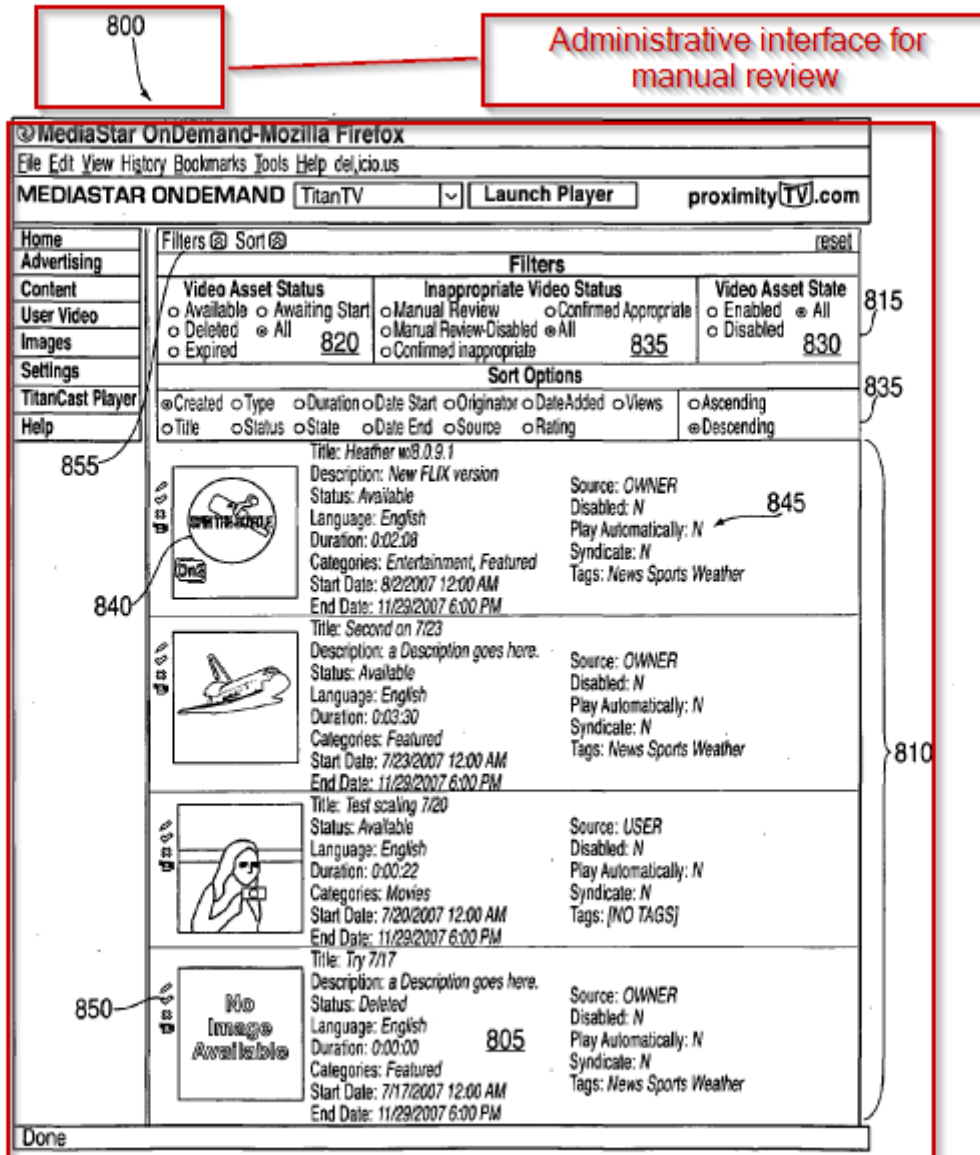 800
Administrative interface for
manual review
MediaStar OnDemand-Mozilla Firefox
File Edit View History Bookmarks Tools Help del,icio.us
MEDIASTAR ONDEMAND TitanTV Launch Player proximity TV.com
Home
Advertising
Content
User Video
Images
Settings
TitanCast Player
Help
Filters Sort reset
Filters
Video Asset Status
Available Awaiting Start
Deleted All
Expired 820
Inappropriate Video Status
Manual Review Confirmed Appropriate
Manual Review-Disabled All
Confirmed inappropriate 835
Video Asset State
Enabled All
Disabled 830
815
Sort Options
Created Type Duration Date Start Originator DateAdded Views Ascending
Title Status State Date End Source Rating Descending
835
855
840
Title: Heather w/8.0.9.1
Description: New FLIX version
Status: Available
Language: English
Duration: 0:02:08
Categories: Entertainment, Featured
Start Date: 8/2/2007 12:00 AM
End Date: 11/29/2007 6:00 PM
Source: OWNER
Disabled: N
Play Automatically: N
Syndicate: N
Tags: News Sports Weather
845
Title: Second on 7/23
Description: a Description goes here.
Status: Available
Language: English
Duration: 0:03:30
Categories: Featured
Start Date: 7/23/2007 12:00 AM
End Date: 11/29/2007 6:00 PM
Source: OWNER
Disabled: N
Play Automatically: N
Syndicate: N
Tags: News Sports Weather
810
Title: Test scaling 7/20
Status: Available
Language: English
Duration: 0:00:22
Categories: Movies
Start Date: 7/20/2007 12:00 AM
End Date: 11/29/2007 6:00 PM
Source: USER
Disabled: N
Play Automatically: N
Syndicate: N
Tags: [NO TAGS]
850
No
Image
Available
Title: Try 7/17
Description: a Description goes here.
Status: Deleted
Language: English
Duration: 0:00:00
Categories: Featured
Start Date: 7/17/2007 12:00 AM
End Date: 11/29/2007 6:00 PM
805
Source: OWNER
Disabled: N
Play Automatically: N
Syndicate: N
Tags: News Sports Weather
Done